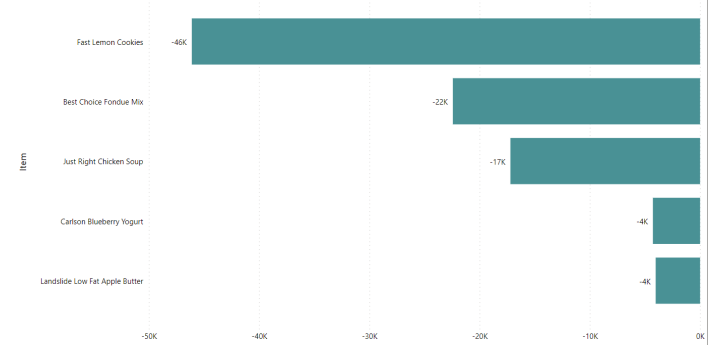 Item
Fast Lemon Cookies -46K
Best Choice Fondue Mix -22K
Just Right Chicken Soup -17K
Carlson Blueberry Yogurt -4K
Landslide Low Fat Apple Butter -4K
-50K -40K -30K -20K -10K 0K